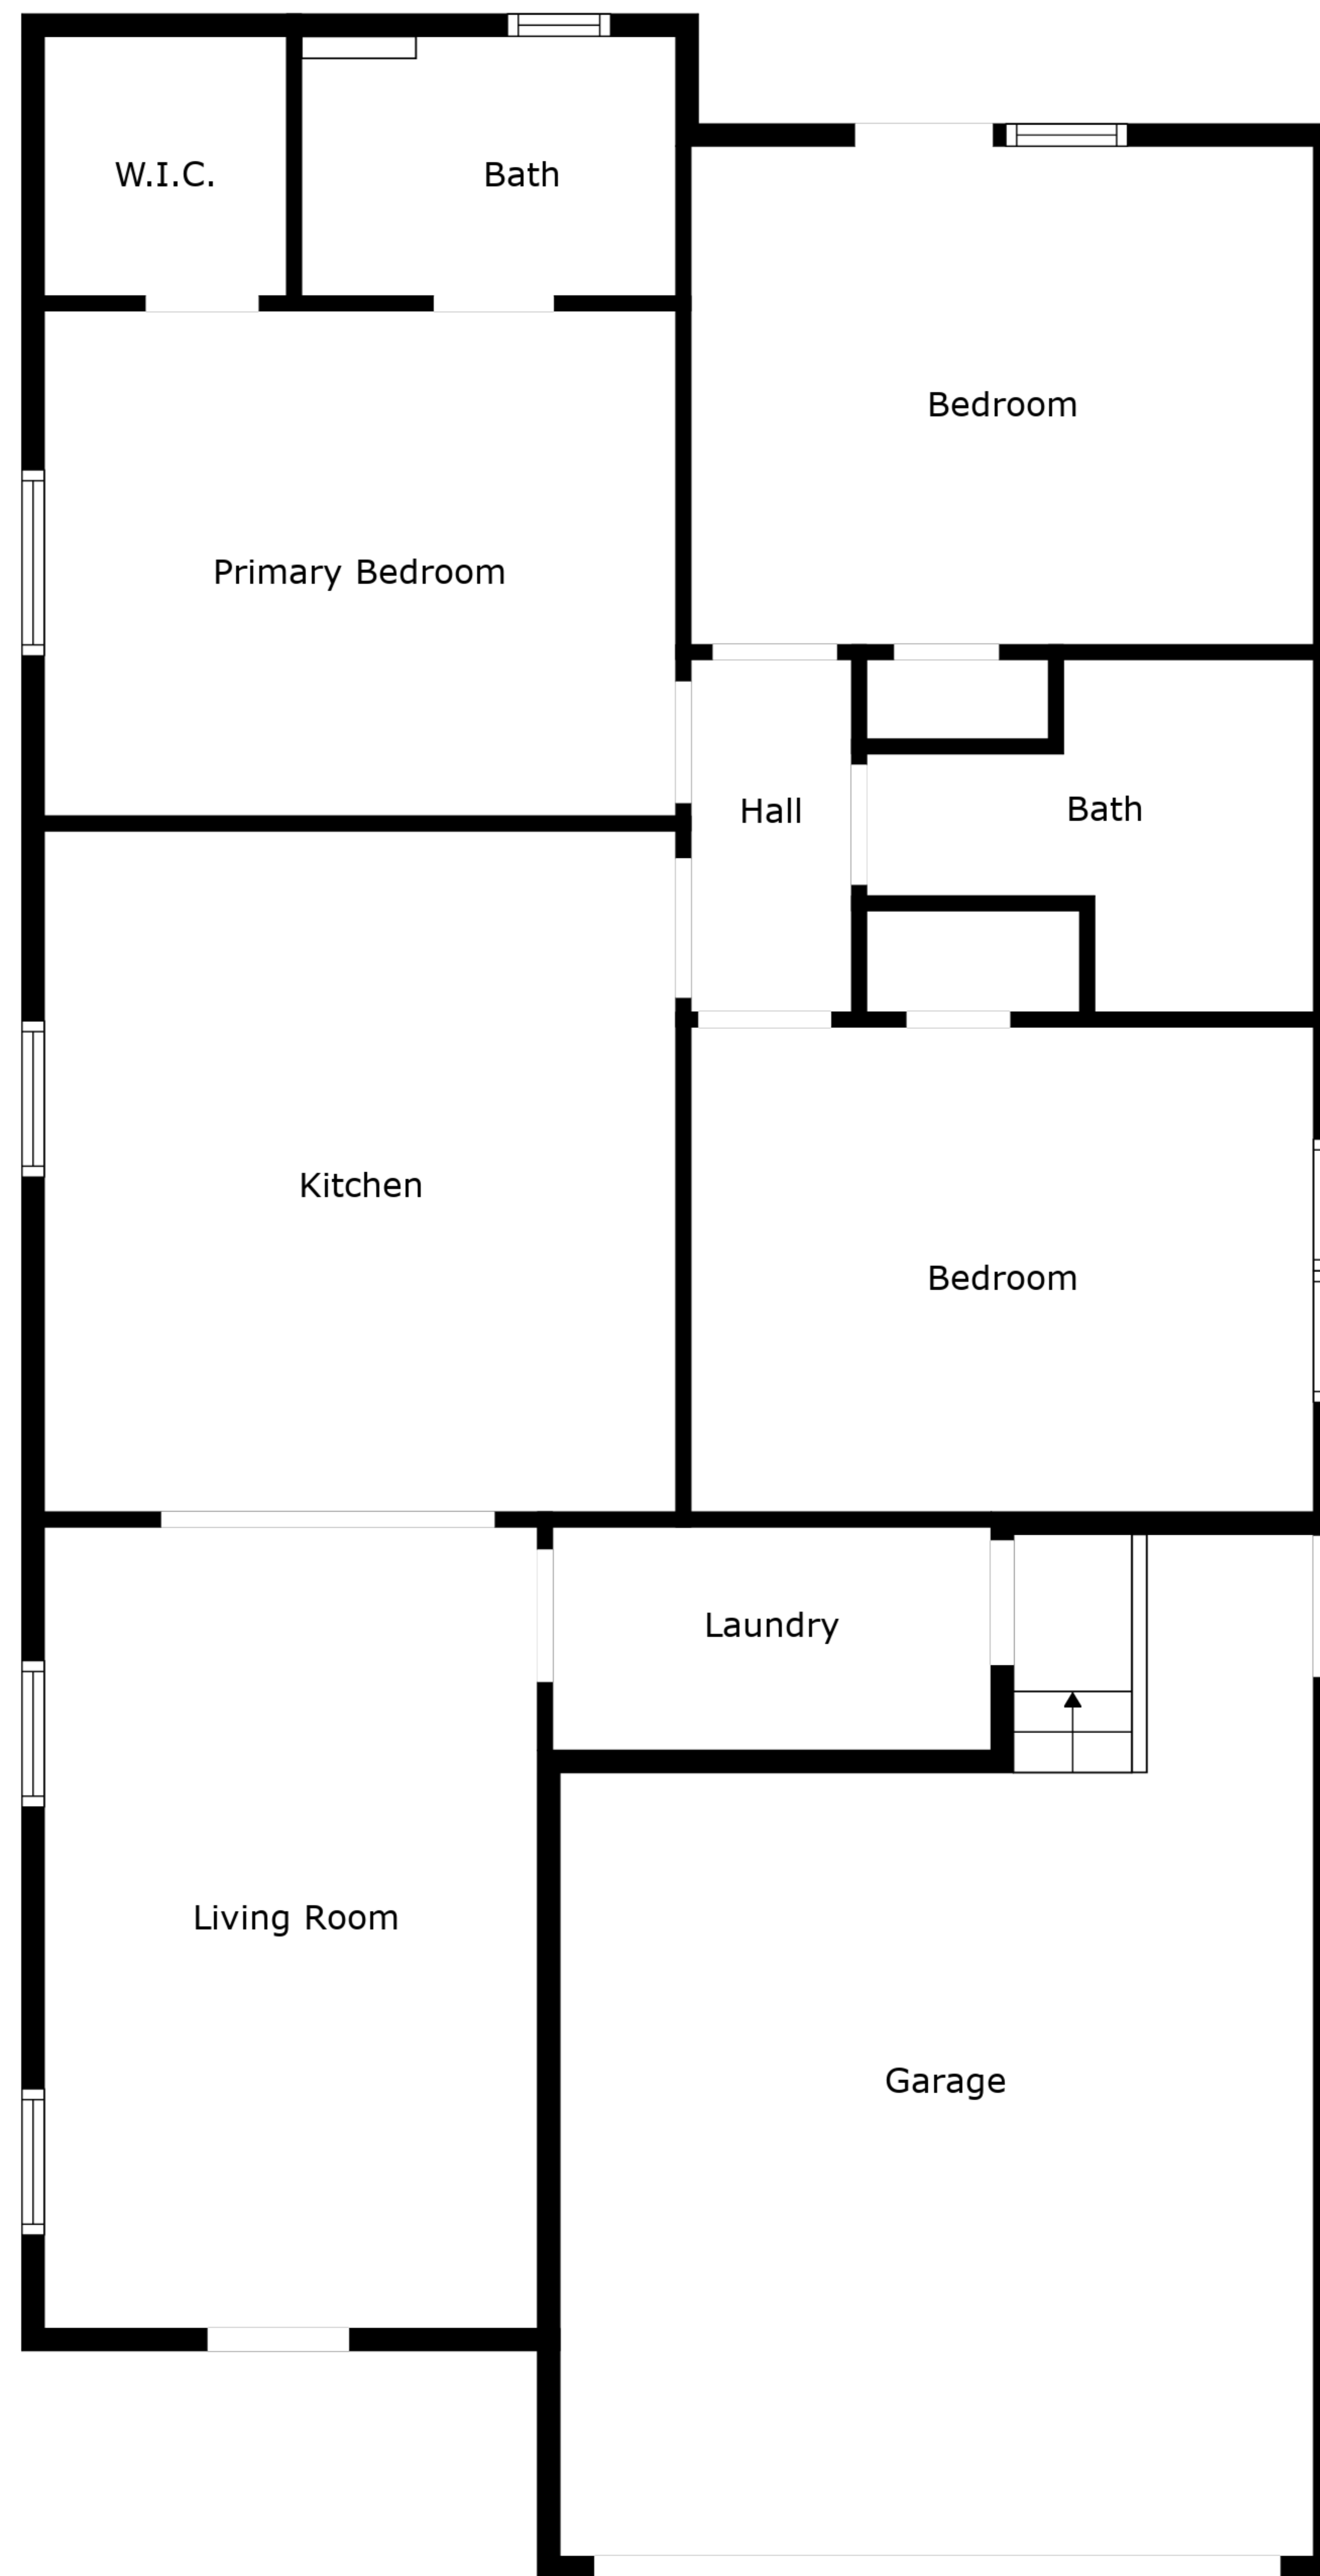 W.I.C.
Bath
Bedroom
Primary Bedroom
Hall
Bath
Kitchen
Bedroom
Laundry
Living Room
Garage